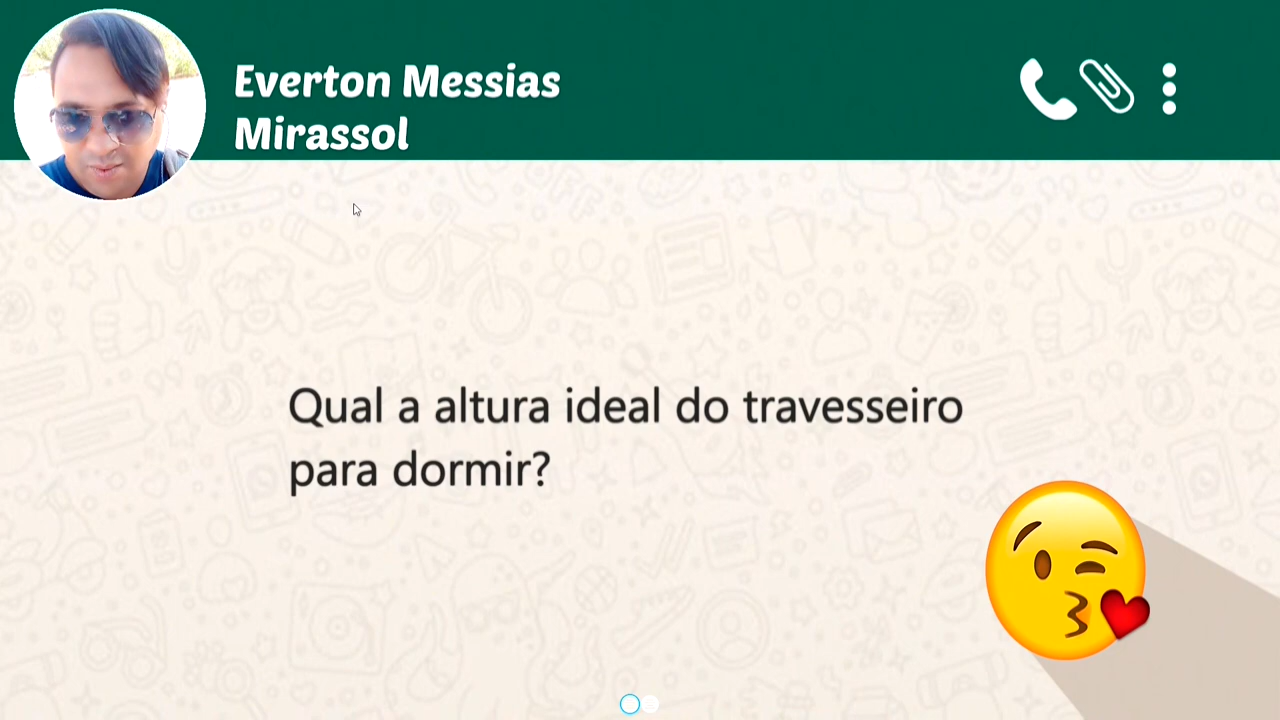 Everton Messias
Mirassol
Qual a altura ideal do travesseiro
para dormir?